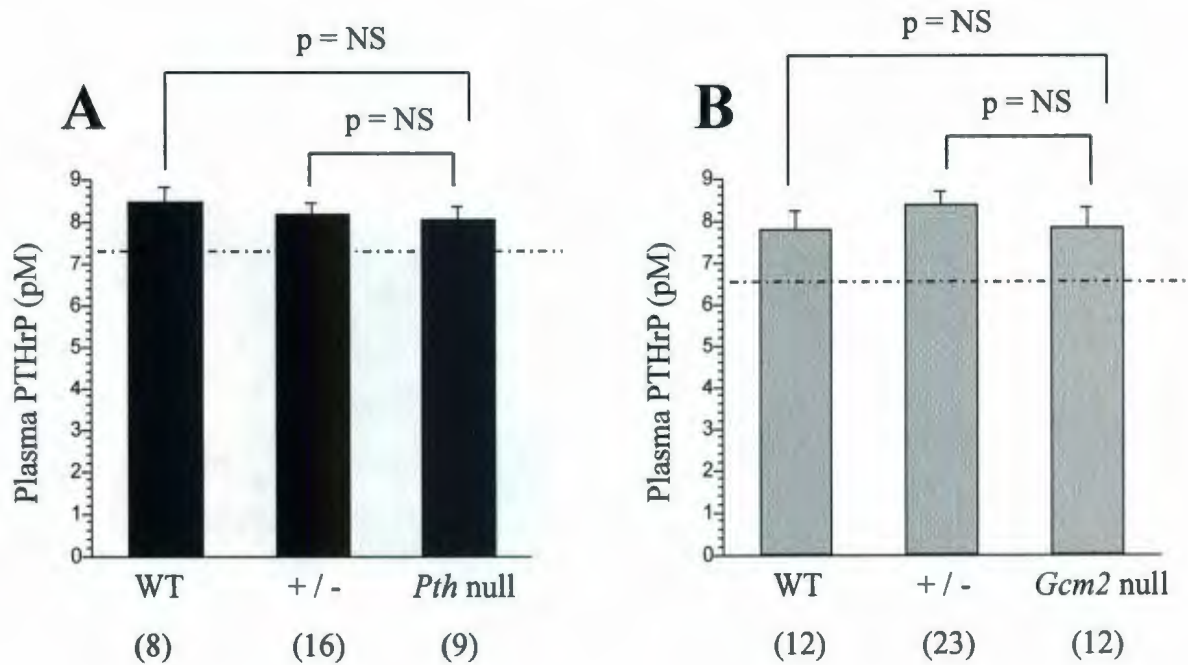 p = NS
A
p = NS
Plasma PTHrP (pM)
9
8
7
6
5
4
3
2
1
0
WT + / - Pth null
(8) (16) (9)
p = NS
B
p = NS
Plasma PTHrP (pM)
9
8
7
6
5
4
3
2
1
0
WT + / - Gcm2 null
(12) (23) (12)